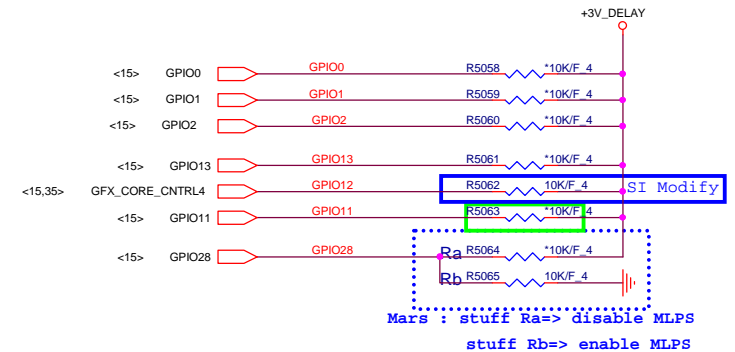 +3V_DELAY
<15> GPIO0 GPIO0 R5058 *10K/F_4
<15> GPIO1 GPIO1 R5059 *10K/F_4
<15> GPIO2 GPIO2 R5060 *10K/F_4
<15> GPIO13 GPIO13 R5061 *10K/F_4
<15,35> GFX_CORE_CNTRL4 GPIO12 R5062 10K/F_4 SI Modify
<15> GPIO11 GPIO11 R5063 *10K/F_4
<15> GPIO28 GPIO28 Ra R5064 *10K/F_4
Rb R5065 10K/F_4
Mars : stuff Ra=> disable MLPS
stuff Rb=> enable MLPS